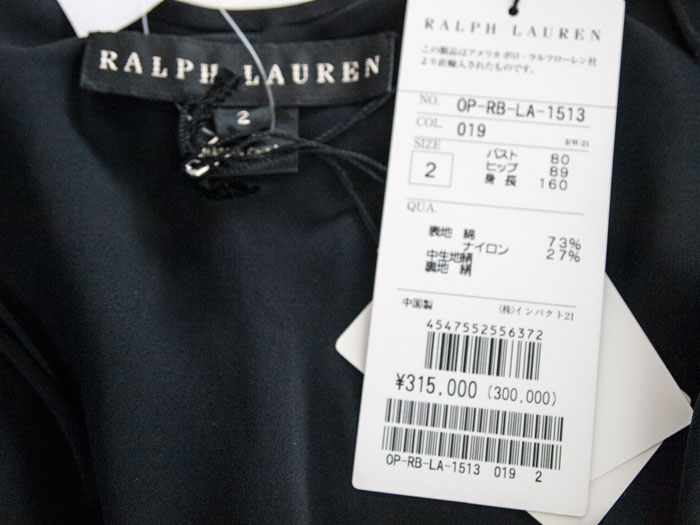 RALPH LAUREN
2
RALPH LAUREN
この製品はアメリカ ポロ・ラルフローレン社
より直輸入されたものです。
NO. OP-RB-LA-1513
COL. 019
RW-21
SIZE
2
バスト 80
ヒップ 89
身長 160
QUA.
表地 綿 73%
ナイロン 27%
中生地絹
裏地 絹
中国製 (株)インパクト21
4547552556372
¥315,000 (300,000)
OP-RB-LA-1513 019 2